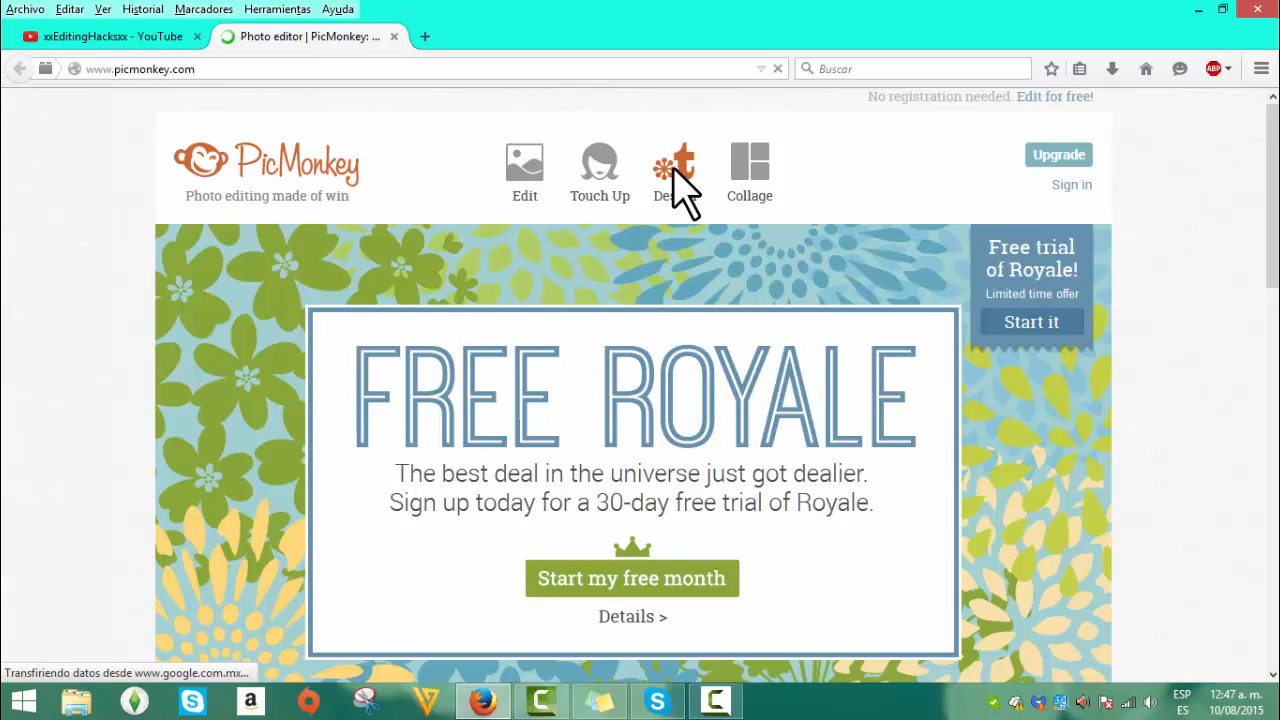 Archivo Editar Ver Historial Marcadores Herramientas Ayuda
xxEditingHacksxx - YouTube
Photo editor | PicMonkey: ...
www.picmonkey.com
Buscar
ABP
No registration needed. Edit for free!
PicMonkey
Photo editing made of win
Edit
Touch Up
t
Collage
Upgrade
Sign in
Free trial
of Royale!
Limited time offer
Start it
FREE ROYALE
The best deal in the universe just got dealier.
Sign up today for a 30-day free trial of Royale.
Start my free month
Details >
Transfiriendo datos desde www.google.com.mx...
ESP
ES
12:47 a. m.
10/08/2015